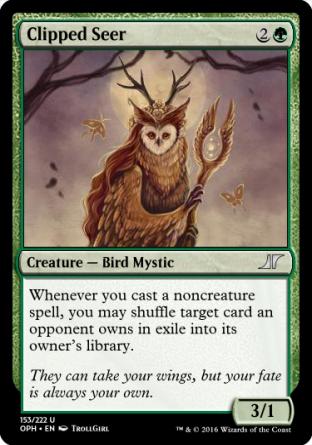 Clipped Seer 2
Creature — Bird Mystic
Whenever you cast a noncreature
spell, you may shuffle target card an
opponent owns in exile into its
owner's library.
They can take your wings, but your fate
is always your own.
3/1
153/222 U
OPH • EN TROLLGIRL ™ & © 2016 Wizards of the Coast